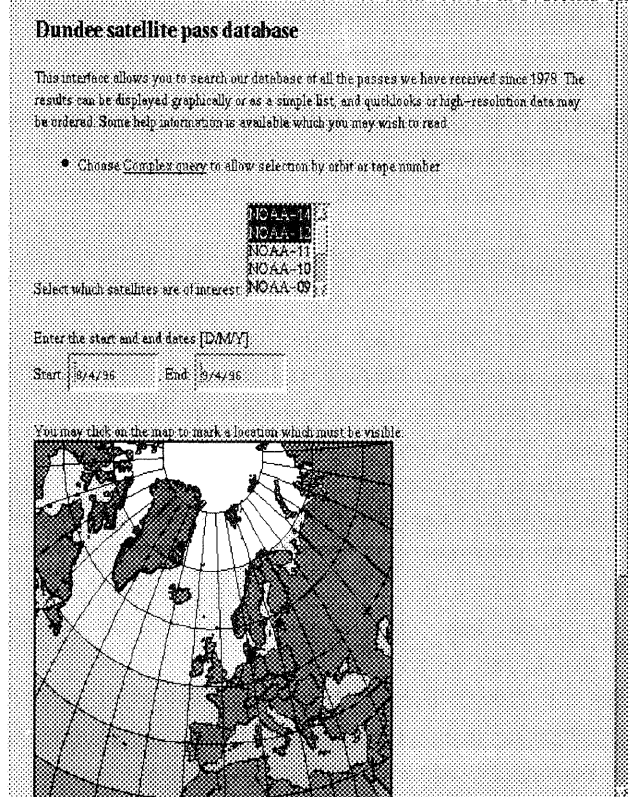 Dundee satellite pass database
This interface allows you to search our database of all the passes we have received since 1978. The
results can be displayed graphically or as a simple list, and quicklooks or high-resolution data may
be ordered. Some help information is available which you may wish to read.
• Choose Complex query to allow selection by orbit or tape number
NOAA-14
NOAA-12
NOAA-11
NOAA-10
Select which satellites are of interest: NOAA-09
Enter the start and end dates [D/M/Y]
Start: 8/4/96 , End: 9/4/96
You may click on the map to mark a location which must be visible: